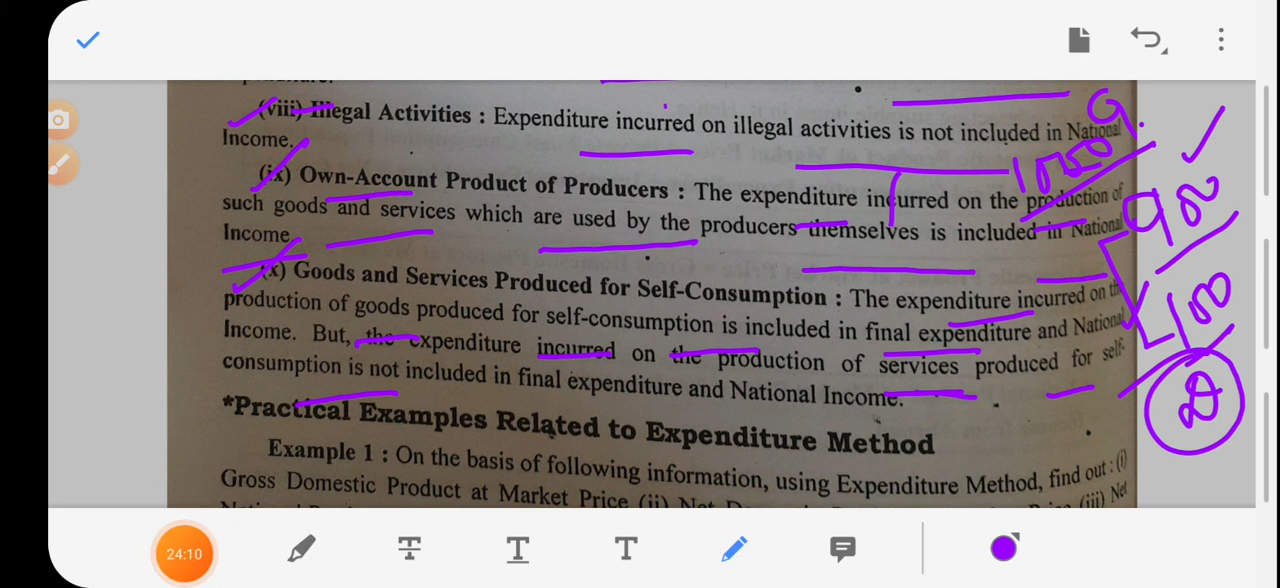 (viii) Illegal Activities : Expenditure incurred on illegal activities is not included in National
Income.
(ix) Own-Account Product of Producers : The expenditure incurred on the production of
such goods and services which are used by the producers themselves is included in National
Income.
(x) Goods and Services Produced for Self-Consumption : The expenditure incurred on the
production of goods produced for self-consumption is included in final expenditure and National
Income. But, the expenditure incurred on the production of services produced for self-
consumption is not included in final expenditure and National Income.
*Practical Examples Related to Expenditure Method
Example 1 : On the basis of following information, using Expenditure Method, find out : (i)
Gross Domestic Product at Market Price (ii) Net
(iii) Net
900
100
24:10
T
T
T